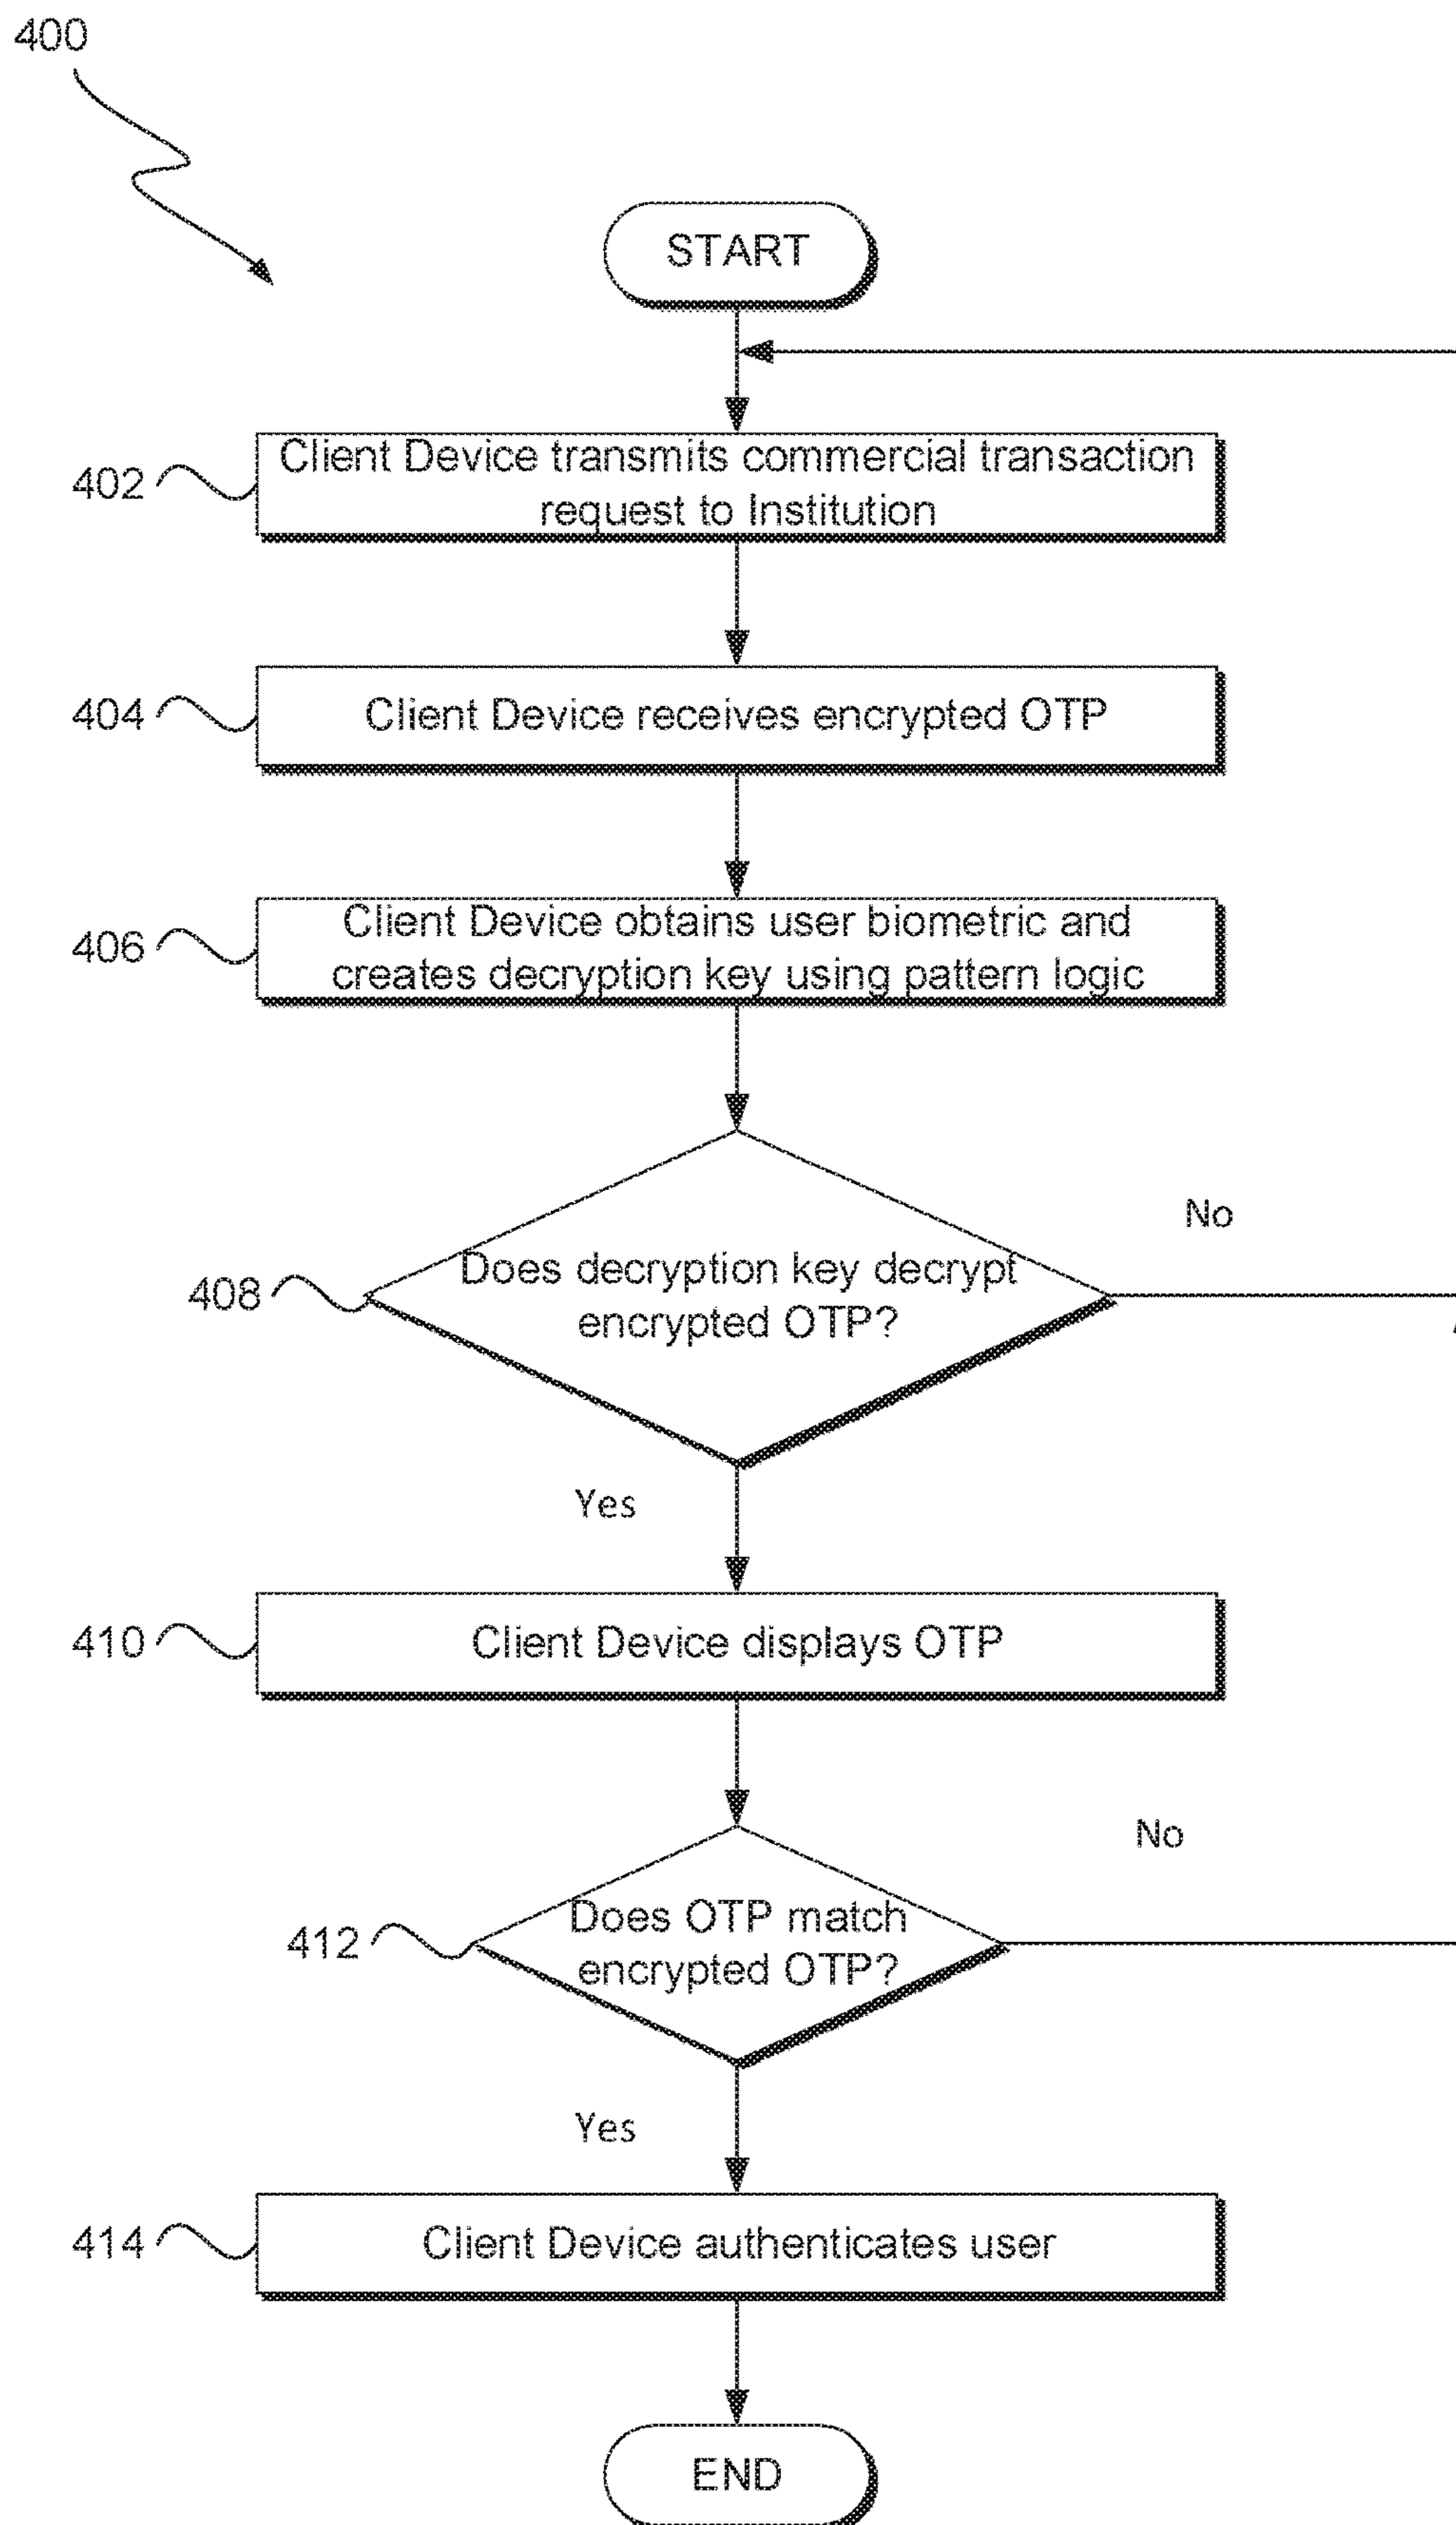 400
START
402
Client Device transmits commercial transaction
request to Institution
404
Client Device receives encrypted OTP
406
Client Device obtains user biometric and
creates decryption key using pattern logic
408
Does decryption key decrypt
encrypted OTP?
No
Yes
410
Client Device displays OTP
412
Does OTP match
encrypted OTP?
No
Yes
414
Client Device authenticates user
END